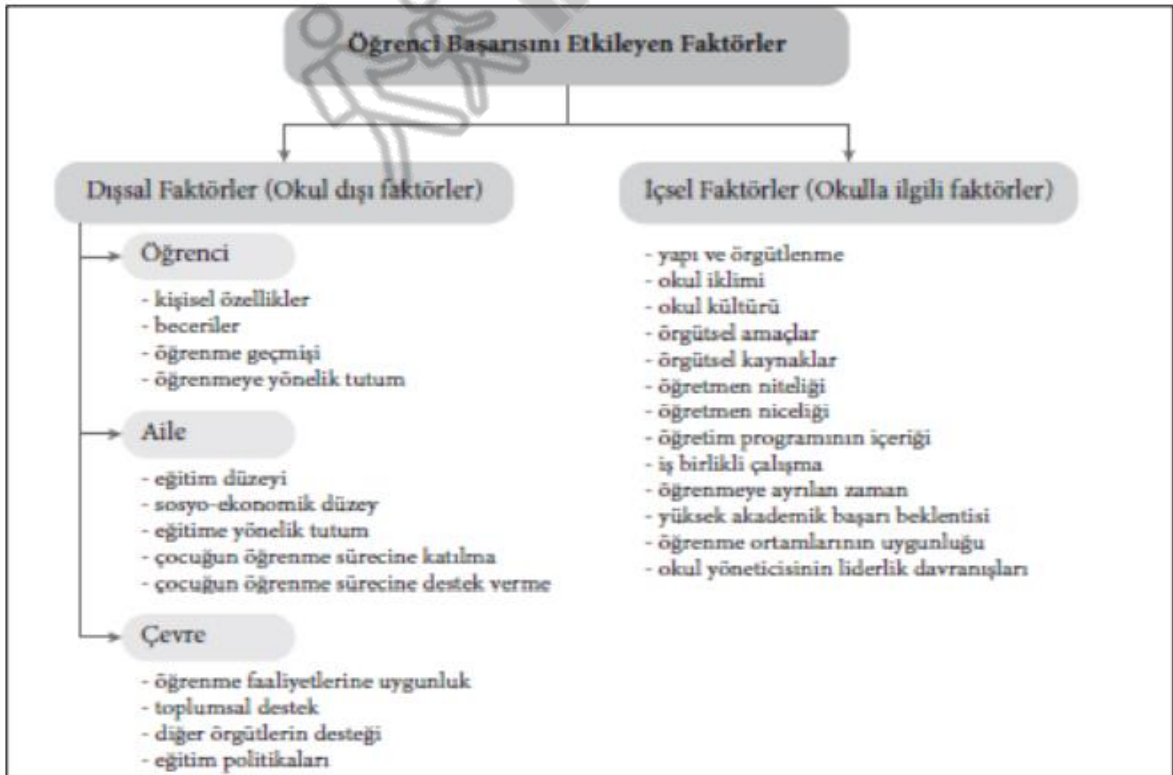 Öğrenci Başarısını Etkileyen Faktörler
Dışsal Faktörler (Okul dışı faktörler)
Öğrenci
- kişisel özellikler
- beceriler
- öğrenme geçmişi
- öğrenmeye yönelik tutum
Aile
- eğitim düzeyi
- sosyo-ekonomik düzey
- eğitime yönelik tutum
- çocuğun öğrenme sürecine katılma
- çocuğun öğrenme sürecine destek verme
Çevre
- öğrenme faaliyetlerine uygunluk
- toplumsal destek
- diğer örgütlerin desteği
- eğitim politikaları
İçsel Faktörler (Okulla ilgili faktörler)
- yapı ve örgütlenme
- okul iklimi
- okul kültürü
- örgütsel amaçlar
- örgütsel kaynaklar
- öğretmen niteliği
- öğretmen niceliği
- öğretim programının içeriği
- iş birlikli çalışma
- öğrenmeye ayrılan zaman
- yüksek akademik başarı beklentisi
- öğrenme ortamlarının uygunluğu
- okul yöneticisinin liderlik davranışları